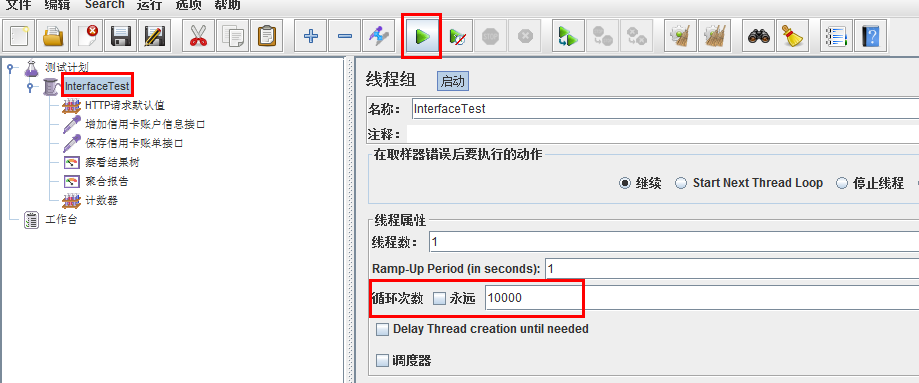 文件 编辑 Search 运行 选项 帮助
测试计划
InterfaceTest
HTTP请求默认值
增加信用卡账户信息接口
保存信用卡账单接口
察看结果树
聚合报告
计数器
工作台
线程组 启动
名称： InterfaceTest
注释：
在取样器错误后要执行的动作
继续 Start Next Thread Loop 停止线程
线程属性
线程数： 1
Ramp-Up Period (in seconds): 1
循环次数 永远 10000
Delay Thread creation until needed
调度器